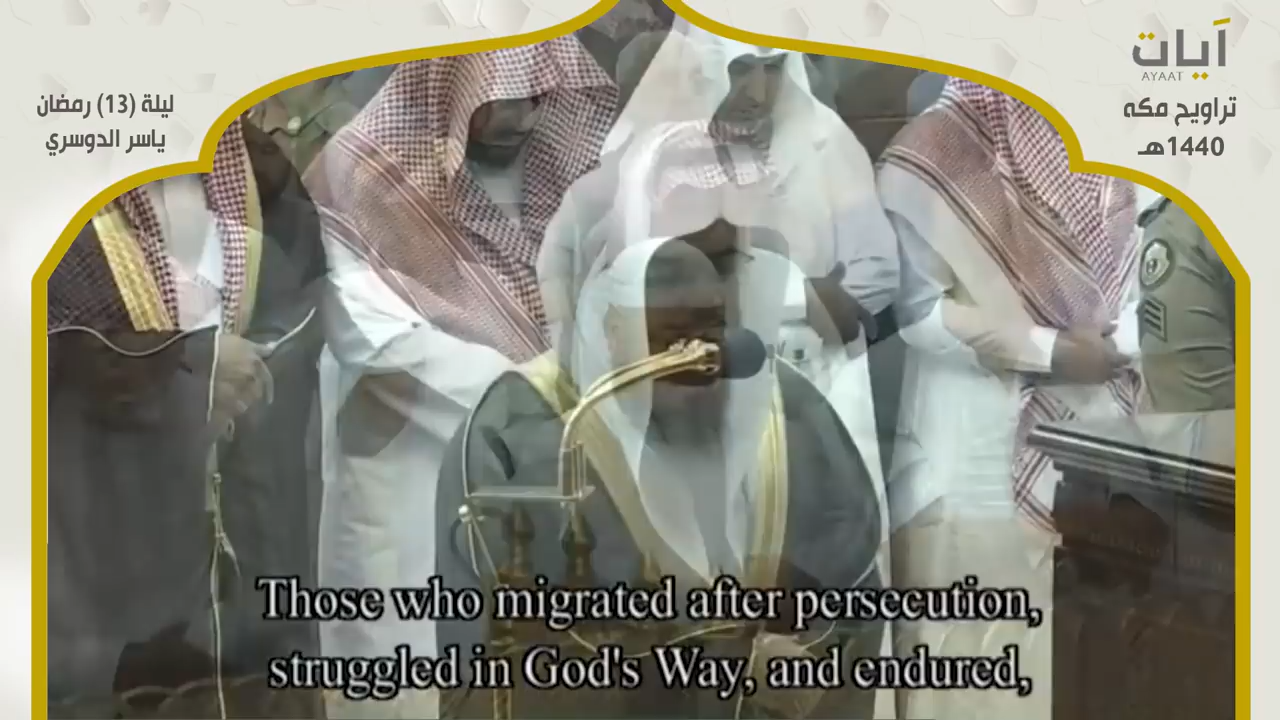 آيات
AYAAT
تراويح مكه
1440هـ
ليلة (13) رمضان
ياسر الدوسري
Those who migrated after persecution,
struggled in God's Way, and endured,